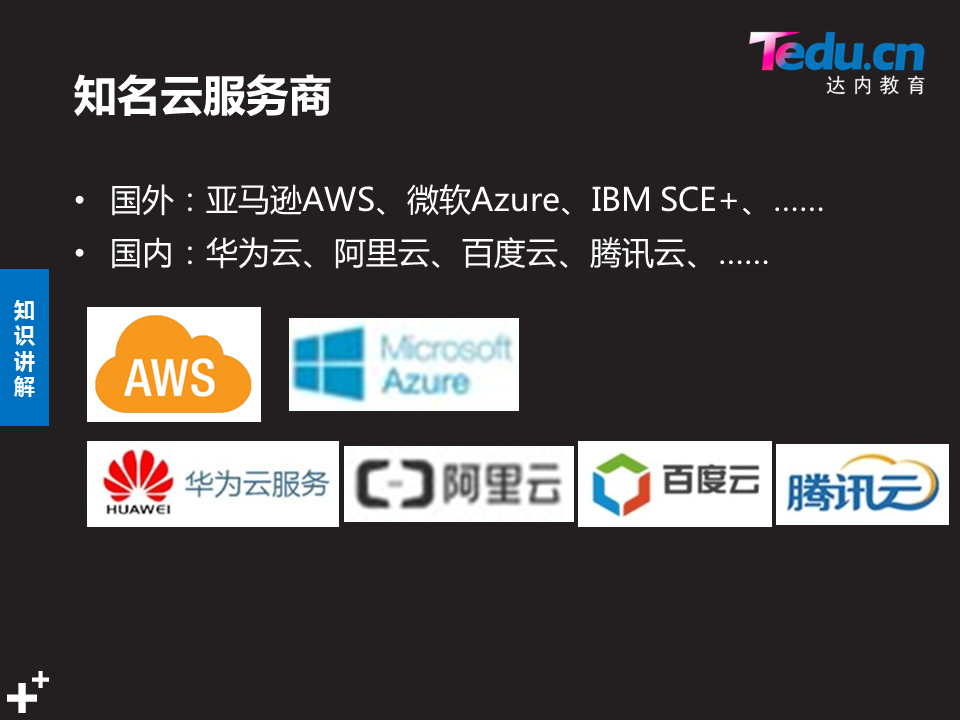 Tedu.cn
达内教育
知名云服务商
• 国外：亚马逊AWS、微软Azure、IBM SCE+、……
• 国内：华为云、阿里云、百度云、腾讯云、……
知识讲解
AWS
Microsoft
Azure
HUAWEI
华为云服务
阿里云
百度云
腾讯云